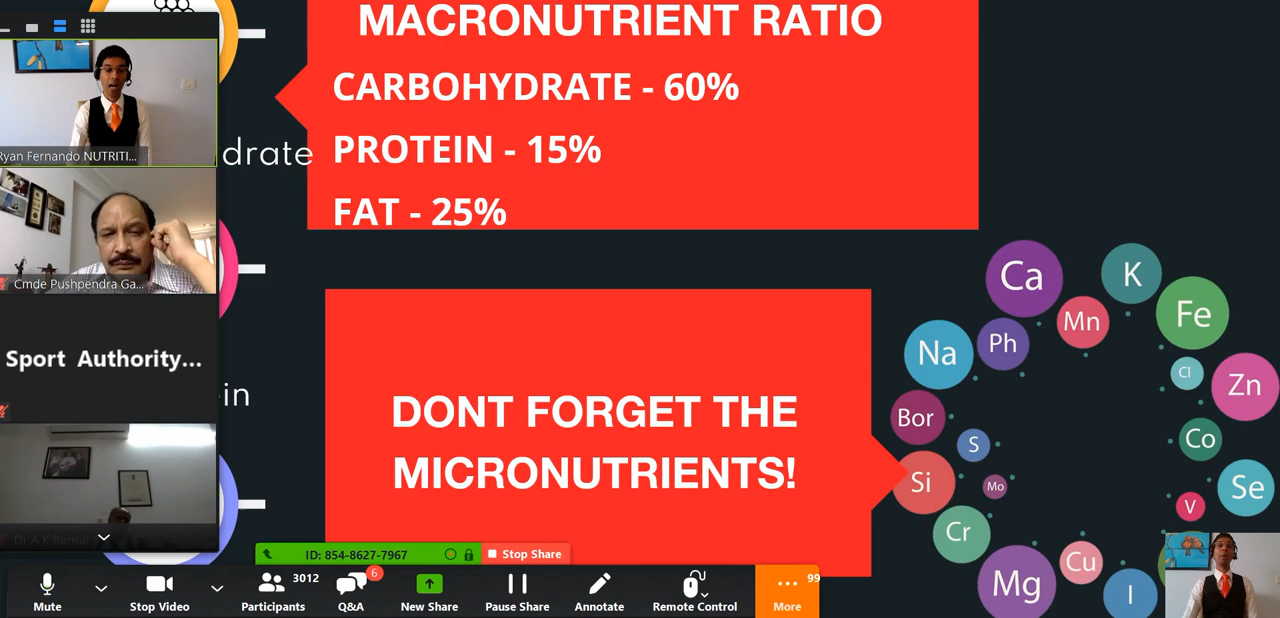 MACRONUTRIENT RATIO
CARBOHYDRATE - 60%
PROTEIN - 15%
FAT - 25%
Ryan Fernando NUTRITI...
drate
Cmde Pushpendra Ga...
Sport Authority...
in
Dr A K Bansal
DONT FORGET THE
MICRONUTRIENTS!
Ca
K
Mn
Fe
Na
Ph
Cl
Zn
Bor
S
Co
Si
Mo
Se
V
Cr
Cu
Mg
I
ID: 854-8627-7967
Stop Share
Mute
Stop Video
3012
Participants
6
Q&A
New Share
Pause Share
Annotate
Remote Control
99
More